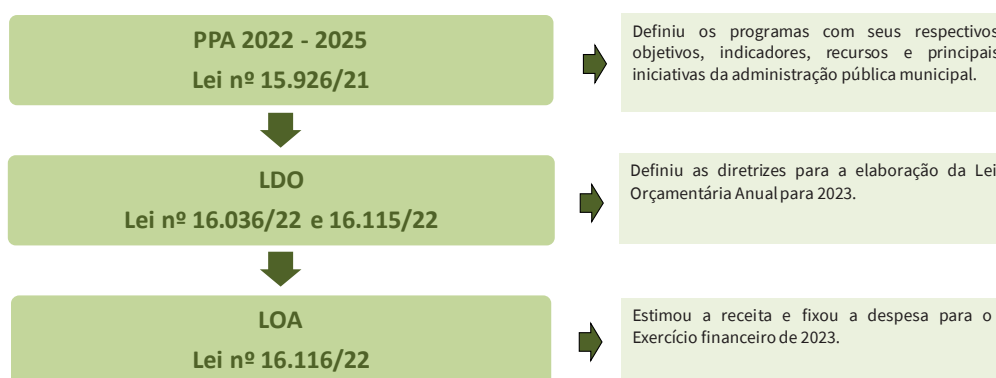 PPA 2022 - 2025
Lei nº 15.926/21
Definiu os programas com seus respectivos
objetivos, indicadores, recursos e principais
iniciativas da administração pública municipal.
LDO
Lei nº 16.036/22 e 16.115/22
Definiu as diretrizes para a elaboração da Lei
Orçamentária Anual para 2023.
LOA
Lei nº 16.116/22
Estimou a receita e fixou a despesa para o
Exercício financeiro de 2023.